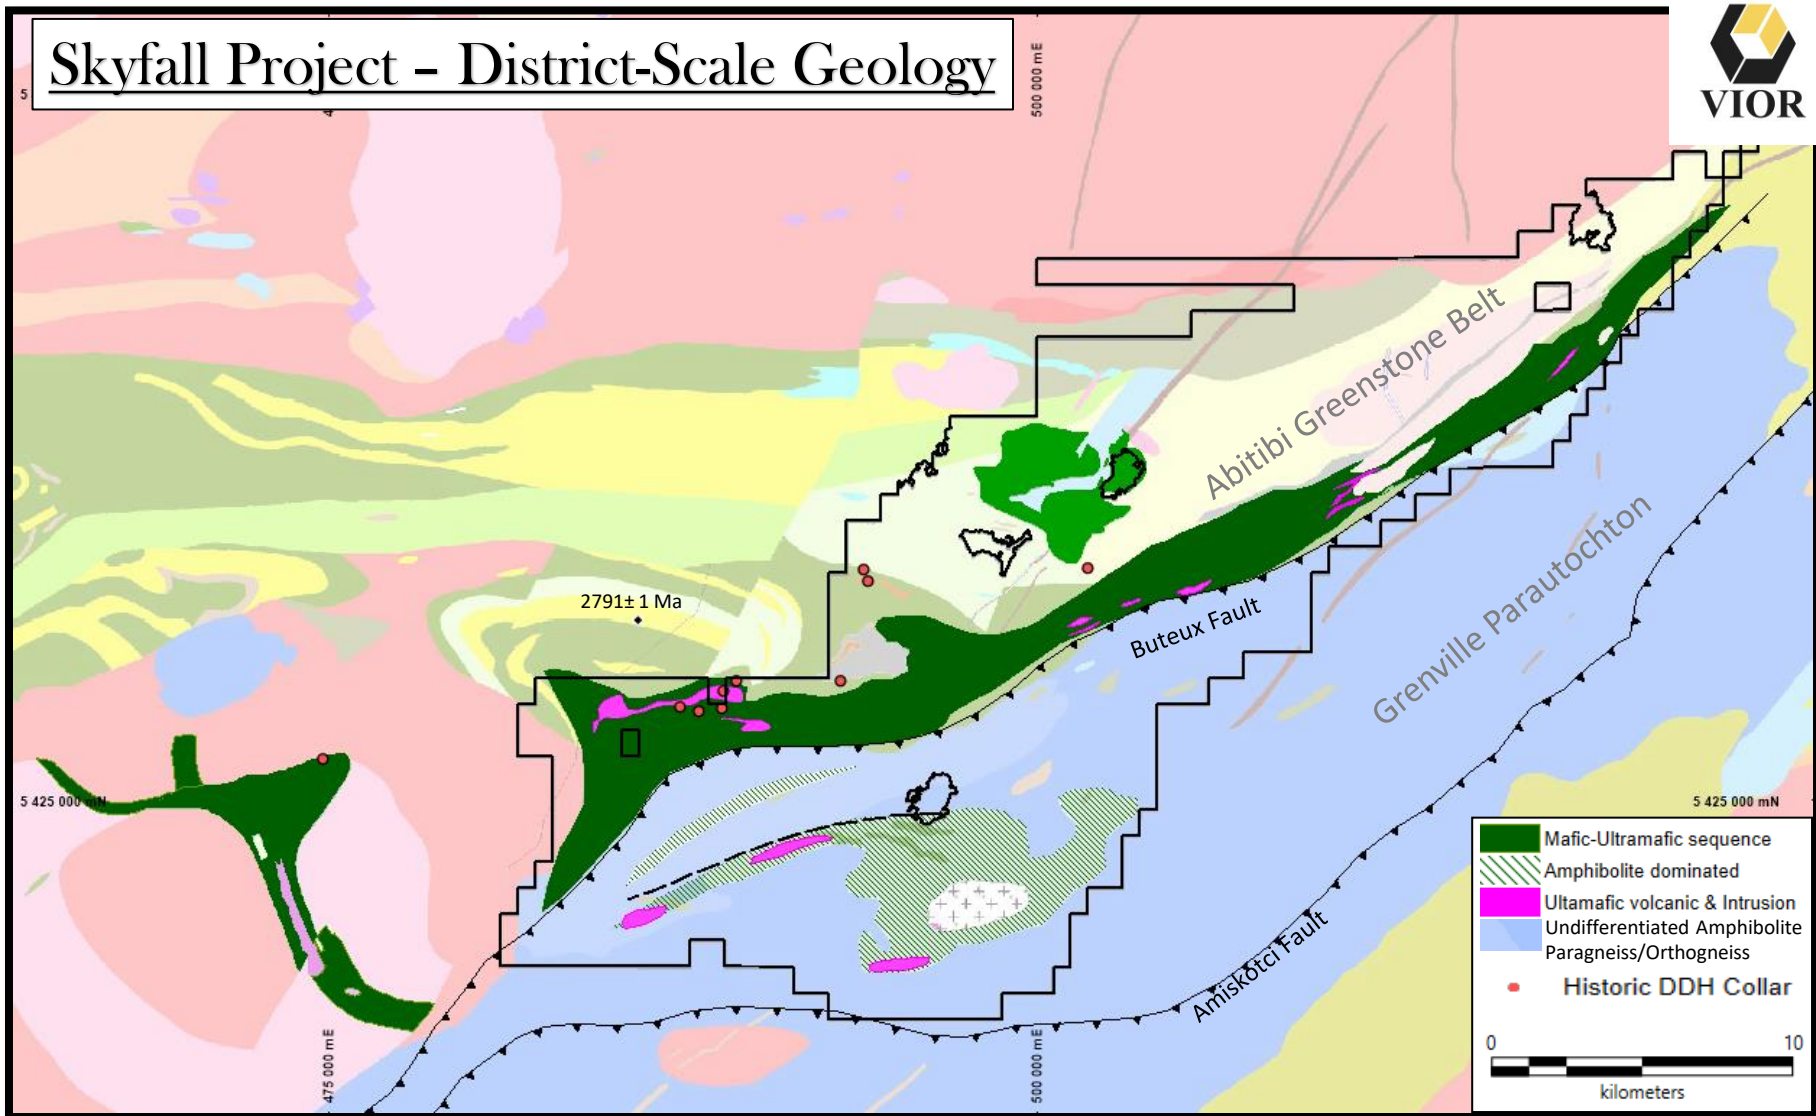 Skyfall Project – District-Scale Geology
VIOR
5
4
500 000 mE
Abitibi Greenstone Belt
2791± 1 Ma
Buteux Fault
Grenville Parautochton
5 425 000 mN
5 425 000 mN
Amiskotci Fault
475 000 mE
500 000 mE
Mafic-Ultramafic sequence
Amphibolite dominated
Ultamafic volcanic & Intrusion
Undifferentiated Amphibolite
Paragneiss/Orthogneiss
Historic DDH Collar
0 10
kilometers